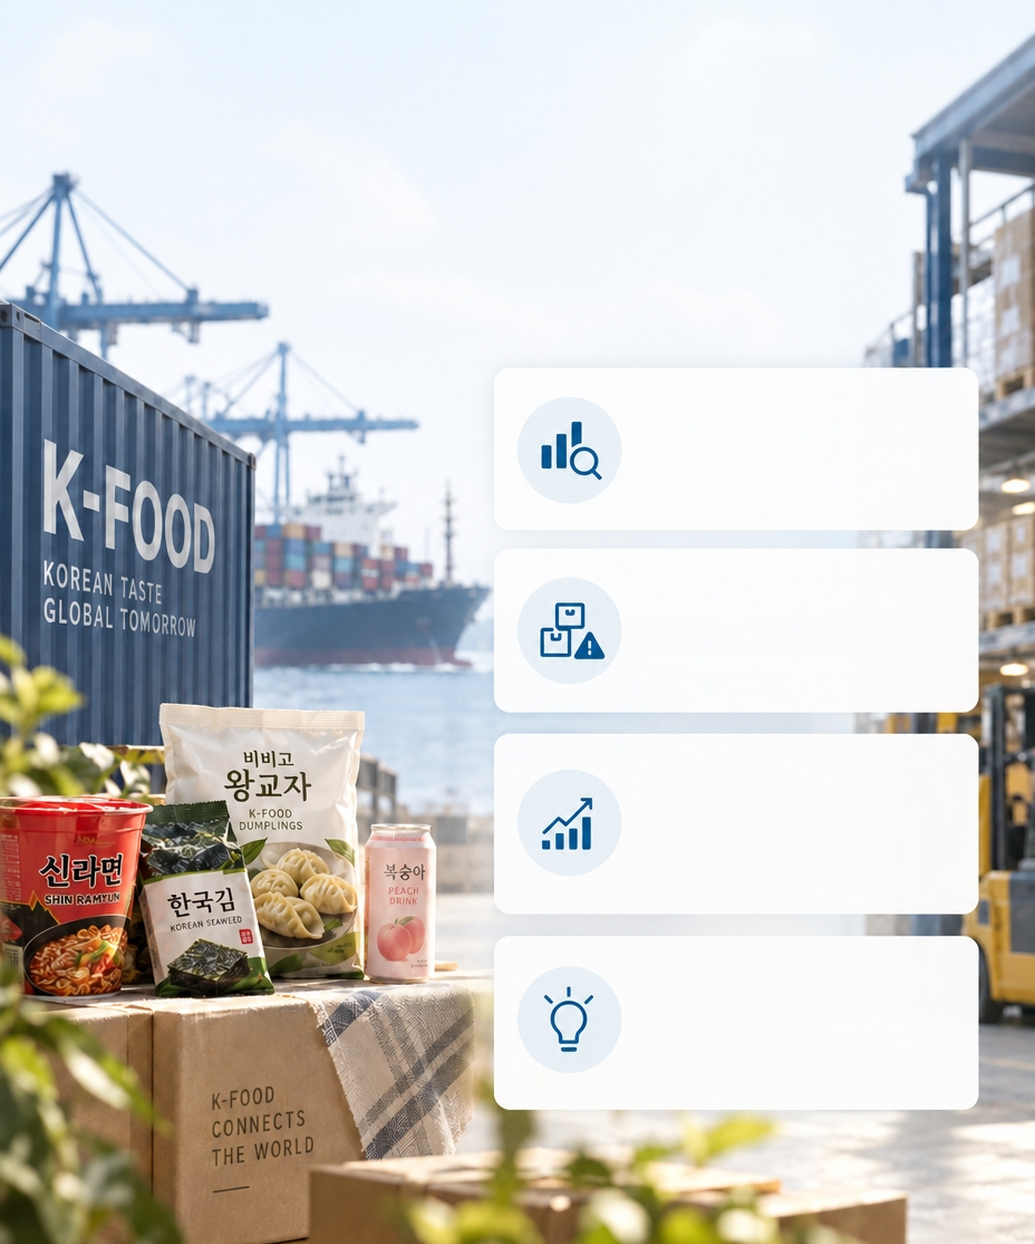 K-FOOD
KOREAN TASTE
GLOBAL TOMORROW
비비고
왕교자
K-FOOD
DUMPLINGS
신라면
SHIN RAMYUN
한국김
KOREAN SEAWEED
복숭아
PEACH
DRINK
K-FOOD
CONNECTS
THE WORLD